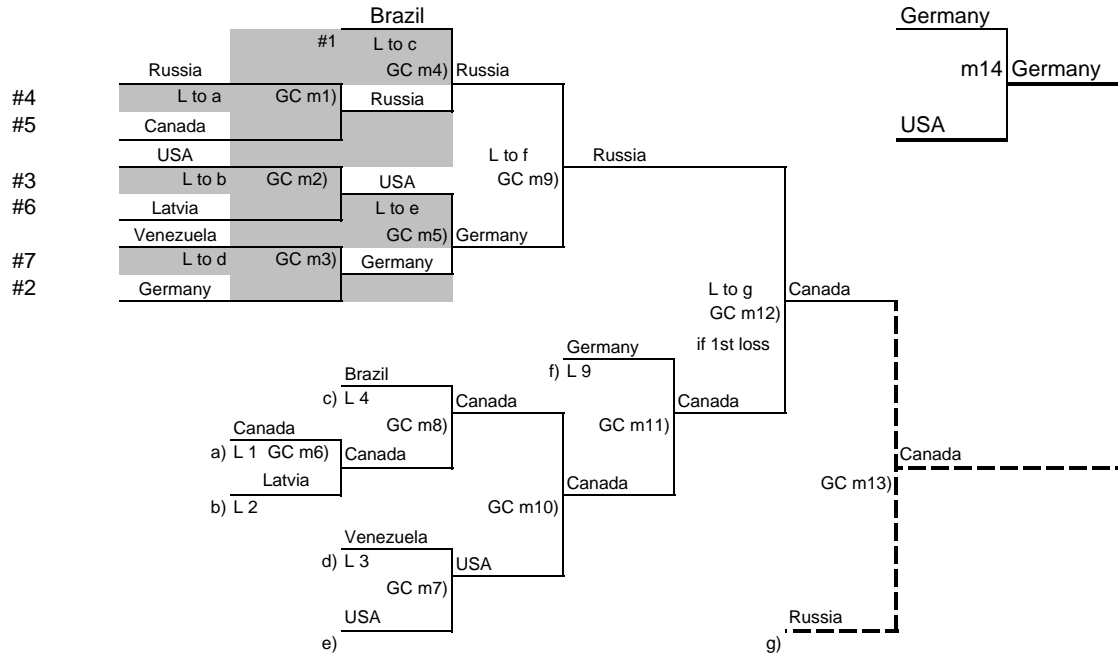 Brazil
Germany
#1 L to c
GC m4) Russia
m14 Germany
Russia
#4 L to a GC m1) Russia
#5 Canada
USA
USA
L to f Russia
#3 L to b GC m2) USA
GC m9)
#6 Latvia L to e
Venezuela GC m5) Germany
#7 L to d GC m3) Germany
#2 Germany
L to g Canada
GC m12)
if 1st loss
Germany
f) L 9
Brazil
c) L 4 Canada Canada
GC m8) GC m11)
Canada
a) L 1 GC m6) Canada
Canada
Latvia
GC m13)
Canada
b) L 2
GC m10)
Venezuela
d) L 3 USA
GC m7)
USA
Russia
e)
g)